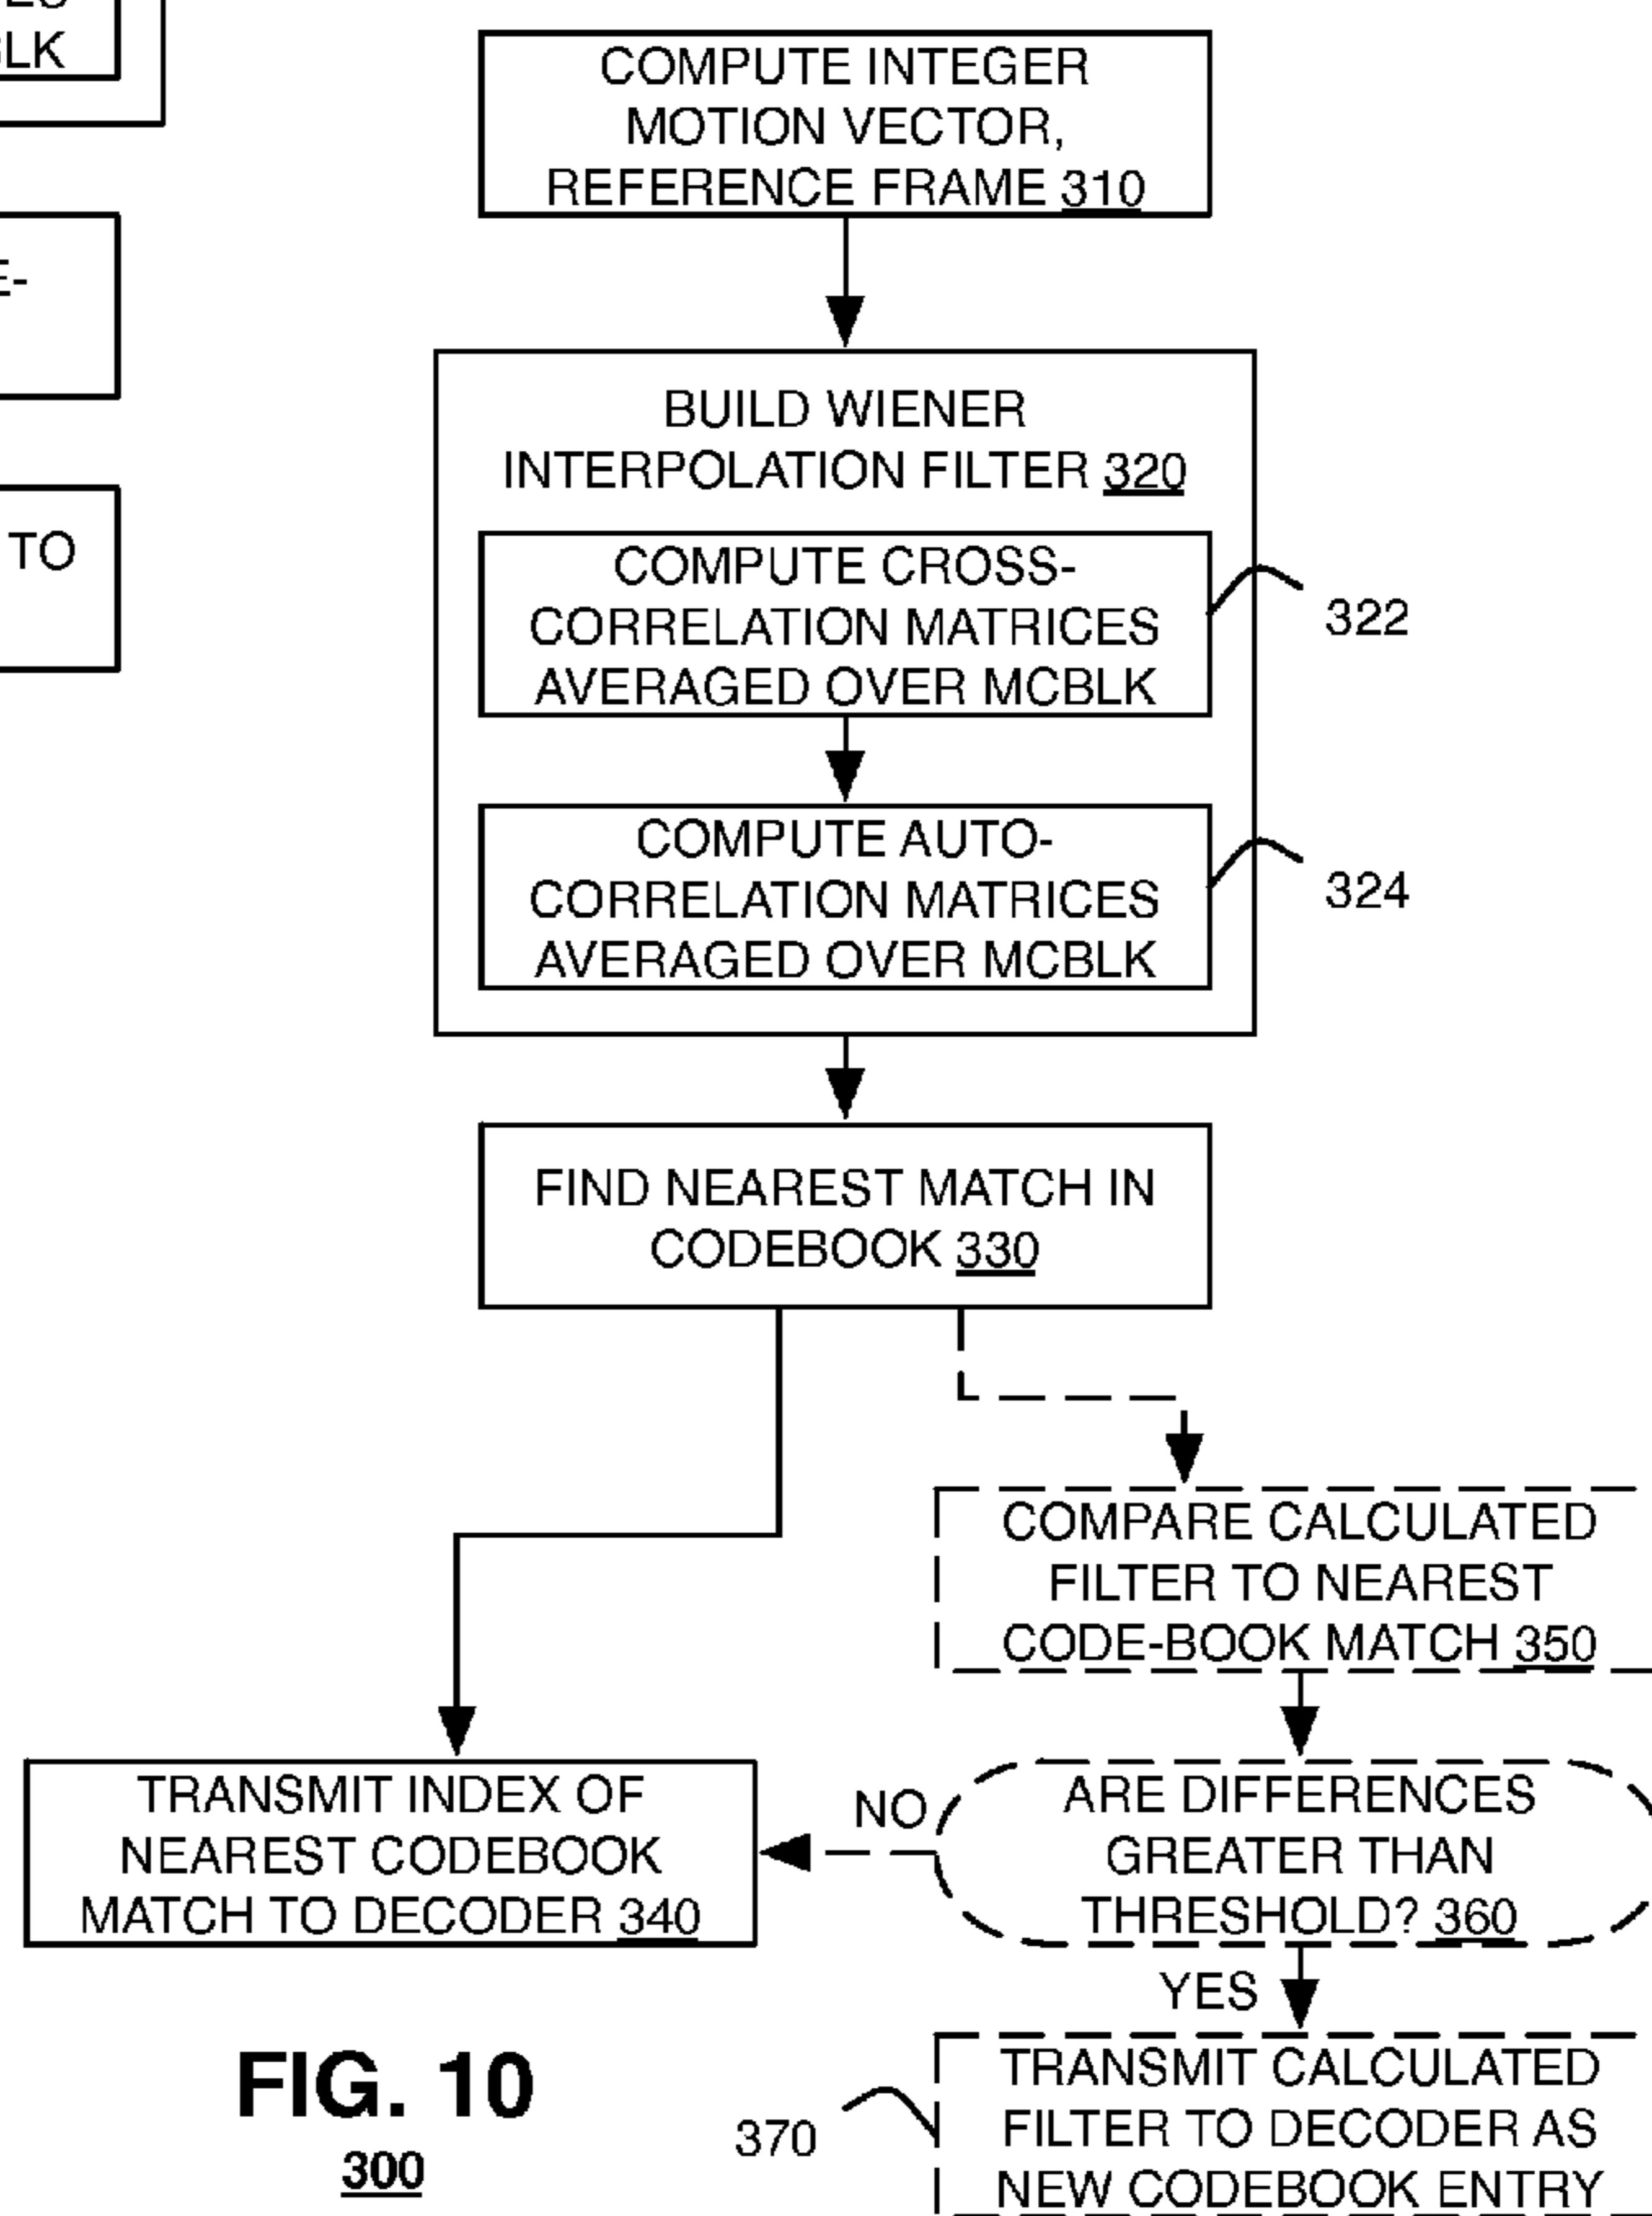 LK
E-
TO
COMPUTE INTEGER
MOTION VECTOR,
REFERENCE FRAME 310
BUILD WIENER
INTERPOLATION FILTER 320
COMPUTE CROSS-
CORRELATION MATRICES
AVERAGED OVER MCBLK
322
COMPUTE AUTO-
CORRELATION MATRICES
AVERAGED OVER MCBLK
324
FIND NEAREST MATCH IN
CODEBOOK 330
COMPARE CALCULATED
FILTER TO NEAREST
CODE-BOOK MATCH 350
TRANSMIT INDEX OF
NEAREST CODEBOOK
MATCH TO DECODER 340
NO
ARE DIFFERENCES
GREATER THAN
THRESHOLD? 360
YES
TRANSMIT CALCULATED
FILTER TO DECODER AS
NEW CODEBOOK ENTRY
370
FIG. 10
300